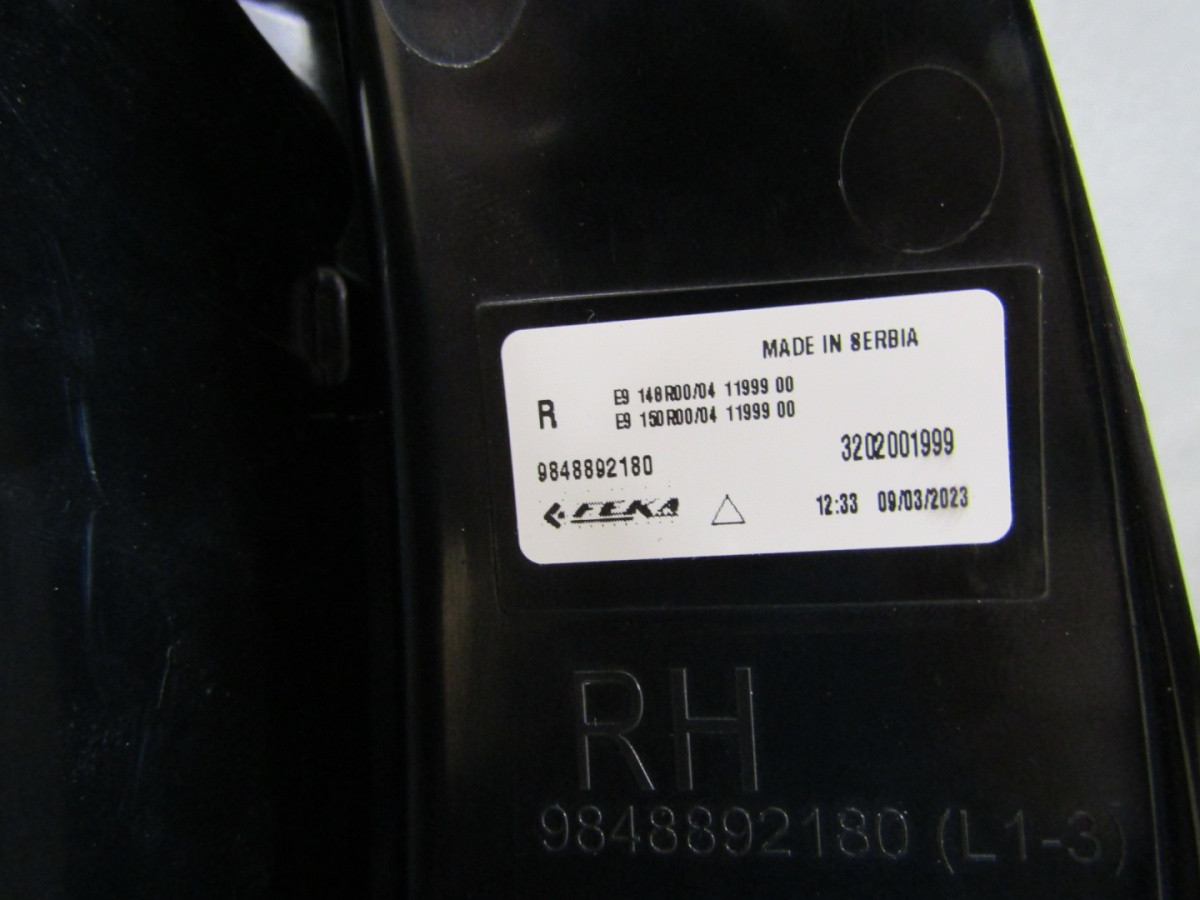 MADE IN SERBIA
R
E9 148R00/04 11999 00
E9 150R00/04 11999 00
3202001999
9848892180
FEKA
12:33 09/03/2023
RH
9848892180 (L1-3)